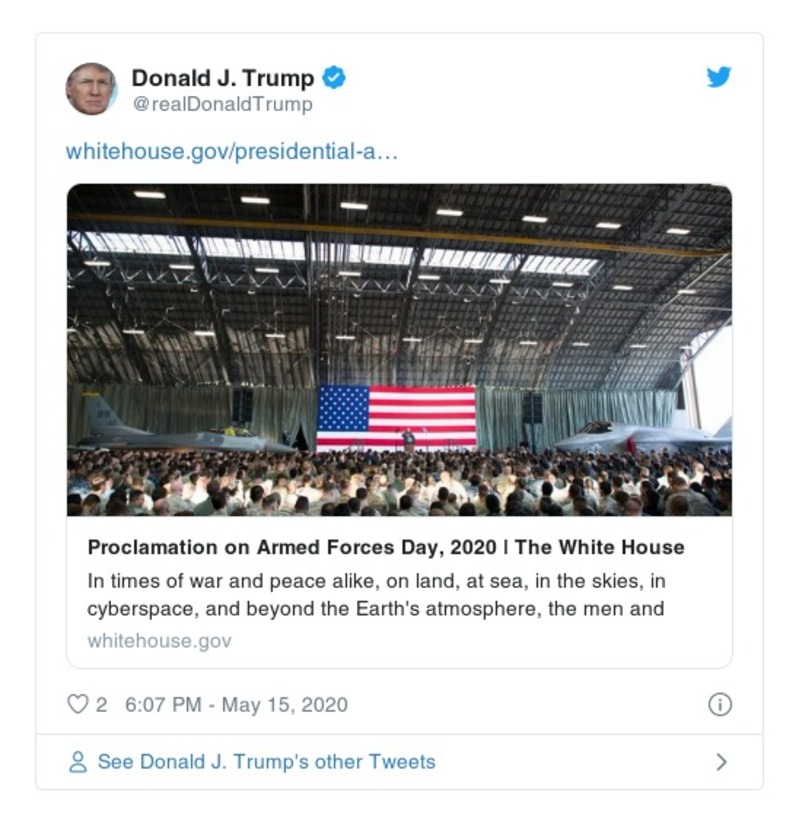 Donald J. Trump
@realDonaldTrump
whitehouse.gov/presidential-a…
Proclamation on Armed Forces Day, 2020 | The White House
In times of war and peace alike, on land, at sea, in the skies, in
cyberspace, and beyond the Earth's atmosphere, the men and
whitehouse.gov
2 6:07 PM - May 15, 2020
See Donald J. Trump's other Tweets